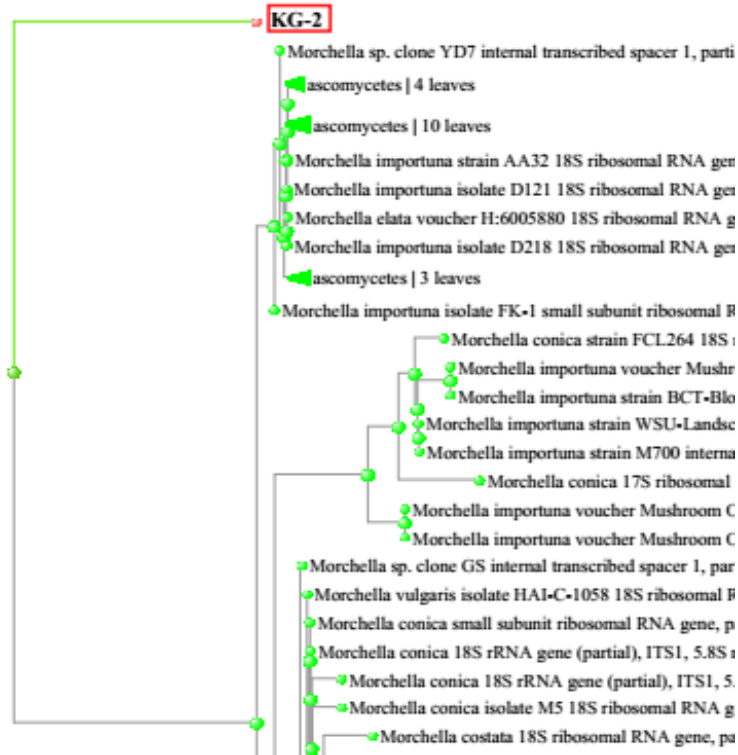 KG-2
Morchella sp. clone YD7 internal transcribed spacer 1, parti
ascomycetes | 4 leaves
ascomycetes | 10 leaves
Morchella importuna strain AA32 18S ribosomal RNA gen
Morchella importuna isolate D121 18S ribosomal RNA gen
Morchella elata voucher H:6005880 18S ribosomal RNA g
Morchella importuna isolate D218 18S ribosomal RNA gen
ascomycetes | 3 leaves
Morchella importuna isolate FK-1 small subunit ribosomal R
Morchella conica strain FCL264 18S r
Morchella importuna voucher Mushr
Morchella importuna strain BCT-Blo
Morchella importuna strain WSU-Landsc
Morchella importuna strain M700 interna
Morchella conica 17S ribosomal
Morchella importuna voucher Mushroom C
Morchella importuna voucher Mushroom C
Morchella sp. clone GS internal transcribed spacer 1, par
Morchella vulgaris isolate HAI-C-1058 18S ribosomal R
Morchella conica small subunit ribosomal RNA gene, p
Morchella conica 18S rRNA gene (partial), ITS1, 5.8S r
Morchella conica 18S rRNA gene (partial), ITS1, 5.
Morchella conica isolate M5 18S ribosomal RNA g
Morchella costata 18S ribosomal RNA gene, pa